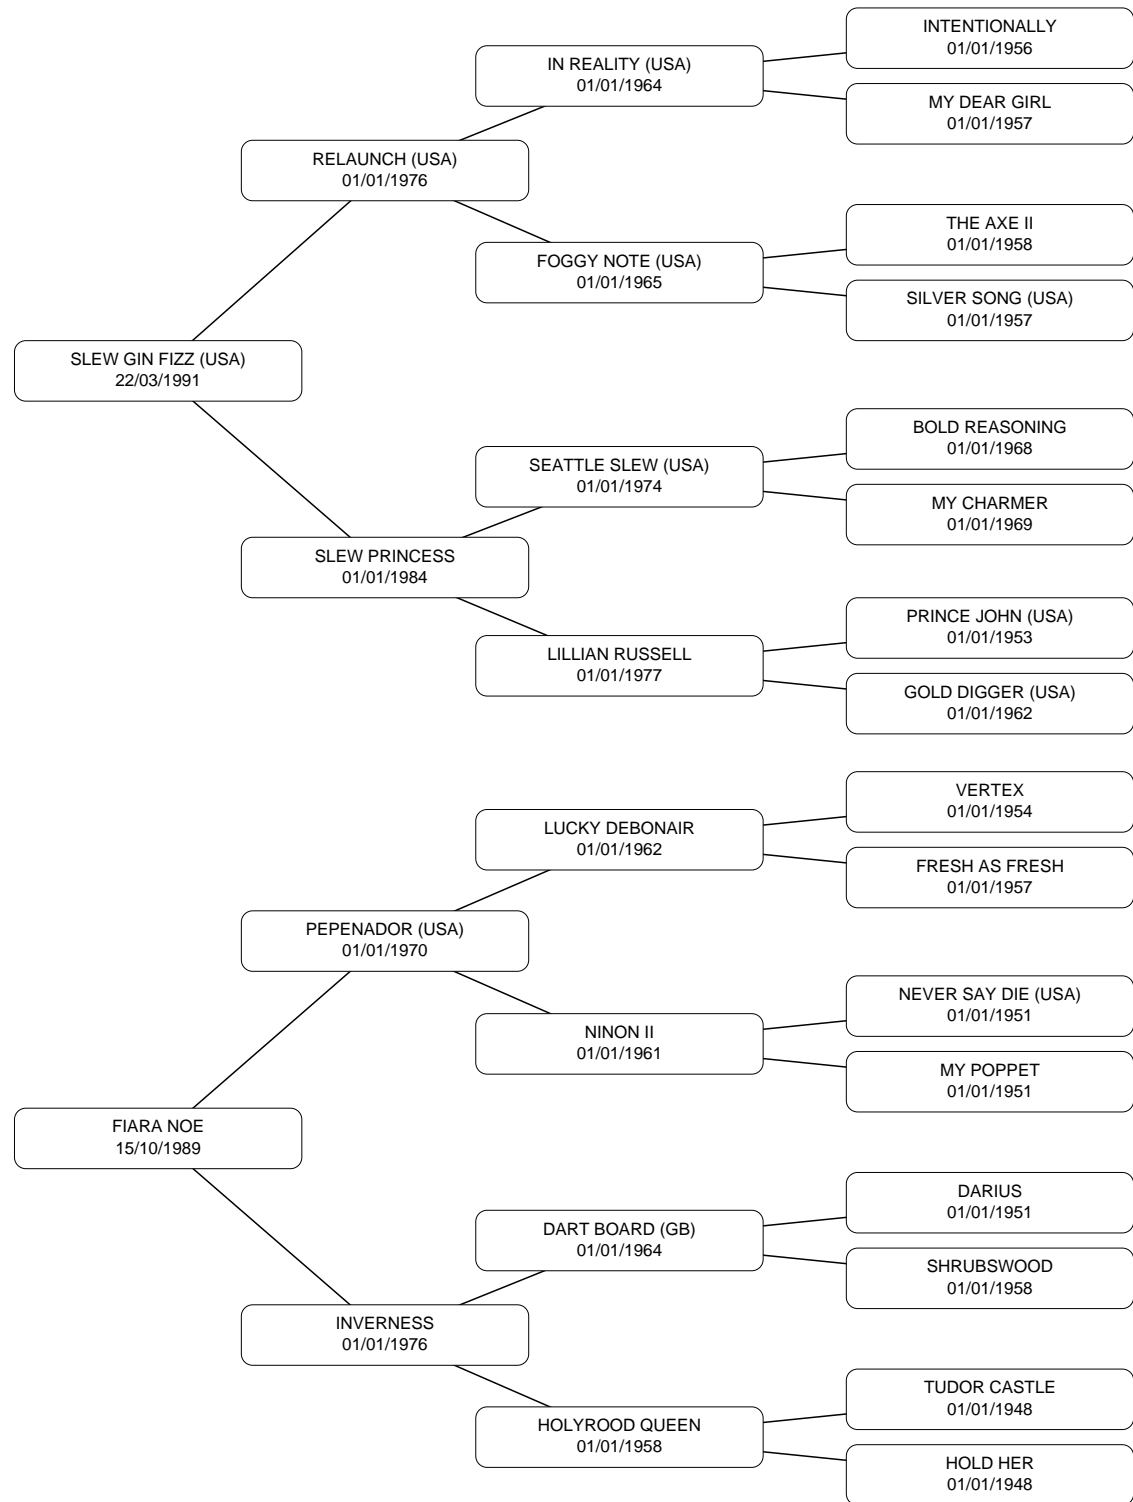 INTENTIONALLY
01/01/1956
IN REALITY (USA)
01/01/1964
MY DEAR GIRL
01/01/1957
RELAUNCH (USA)
01/01/1976
THE AXE II
01/01/1958
FOGGY NOTE (USA)
01/01/1965
SILVER SONG (USA)
01/01/1957
SLEW GIN FIZZ (USA)
22/03/1991
BOLD REASONING
01/01/1968
SEATTLE SLEW (USA)
01/01/1974
MY CHARMER
01/01/1969
SLEW PRINCESS
01/01/1984
PRINCE JOHN (USA)
01/01/1953
LILLIAN RUSSELL
01/01/1977
GOLD DIGGER (USA)
01/01/1962
VERTEX
01/01/1954
LUCKY DEBONAIR
01/01/1962
FRESH AS FRESH
01/01/1957
PEPENADOR (USA)
01/01/1970
NEVER SAY DIE (USA)
01/01/1951
NINON II
01/01/1961
MY POPPET
01/01/1951
FIARA NOE
15/10/1989
DARIUS
01/01/1951
DART BOARD (GB)
01/01/1964
SHRUBSWOOD
01/01/1958
INVERNESS
01/01/1976
TUDOR CASTLE
01/01/1948
HOLYROOD QUEEN
01/01/1958
HOLD HER
01/01/1948